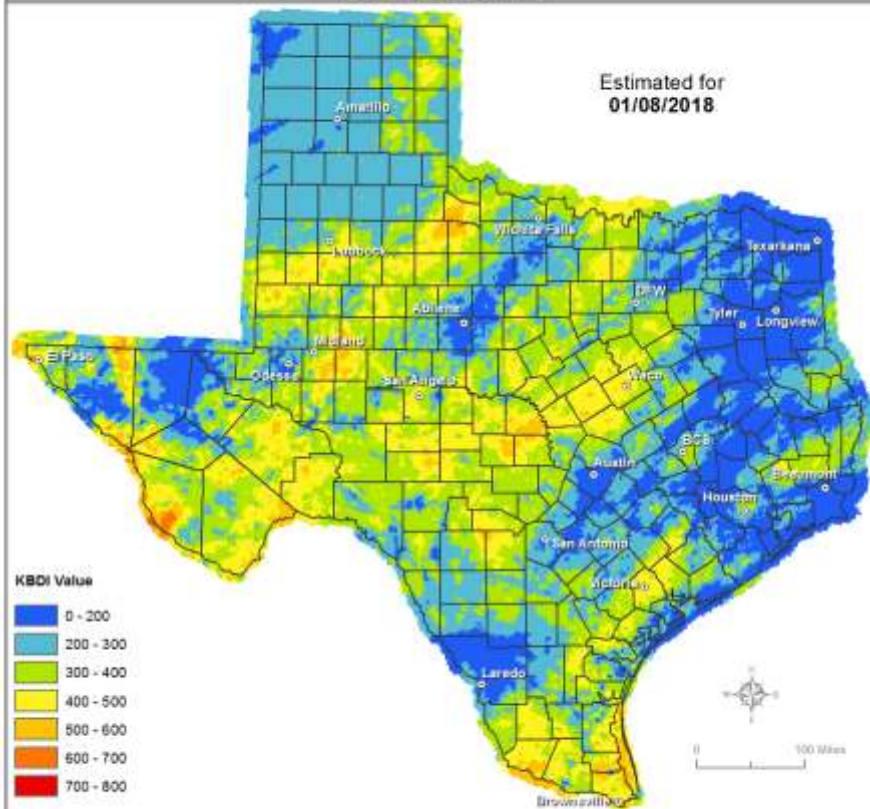 Estimated for
01/08/2018
Amarillo
Wichita Falls
Lubbock
Texarkana
DFW
Abilene
Tyler
Longview
Midland
El Paso
Odessa
San Angelo
Waco
BCS
Austin
Beaumont
Houston
San Antonio
Victoria
KBDI Value
0 - 200
200 - 300
300 - 400
400 - 500
500 - 600
600 - 700
700 - 800
Laredo
0 100 Miles
Brownsville